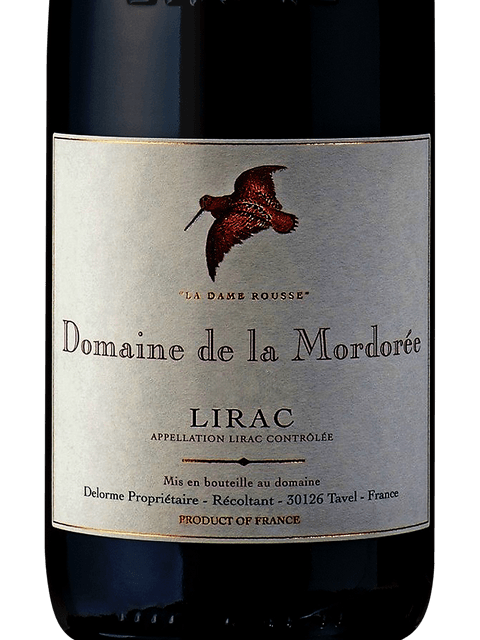 "LA DAME ROUSSE"
Domaine de la Mordorée
LIRAC
APPELLATION LIRAC CONTRÔLÉE
Mis en bouteille au domaine
Delorme Propriétaire - Récoltant - 30126 Tavel - France
PRODUCT OF FRANCE